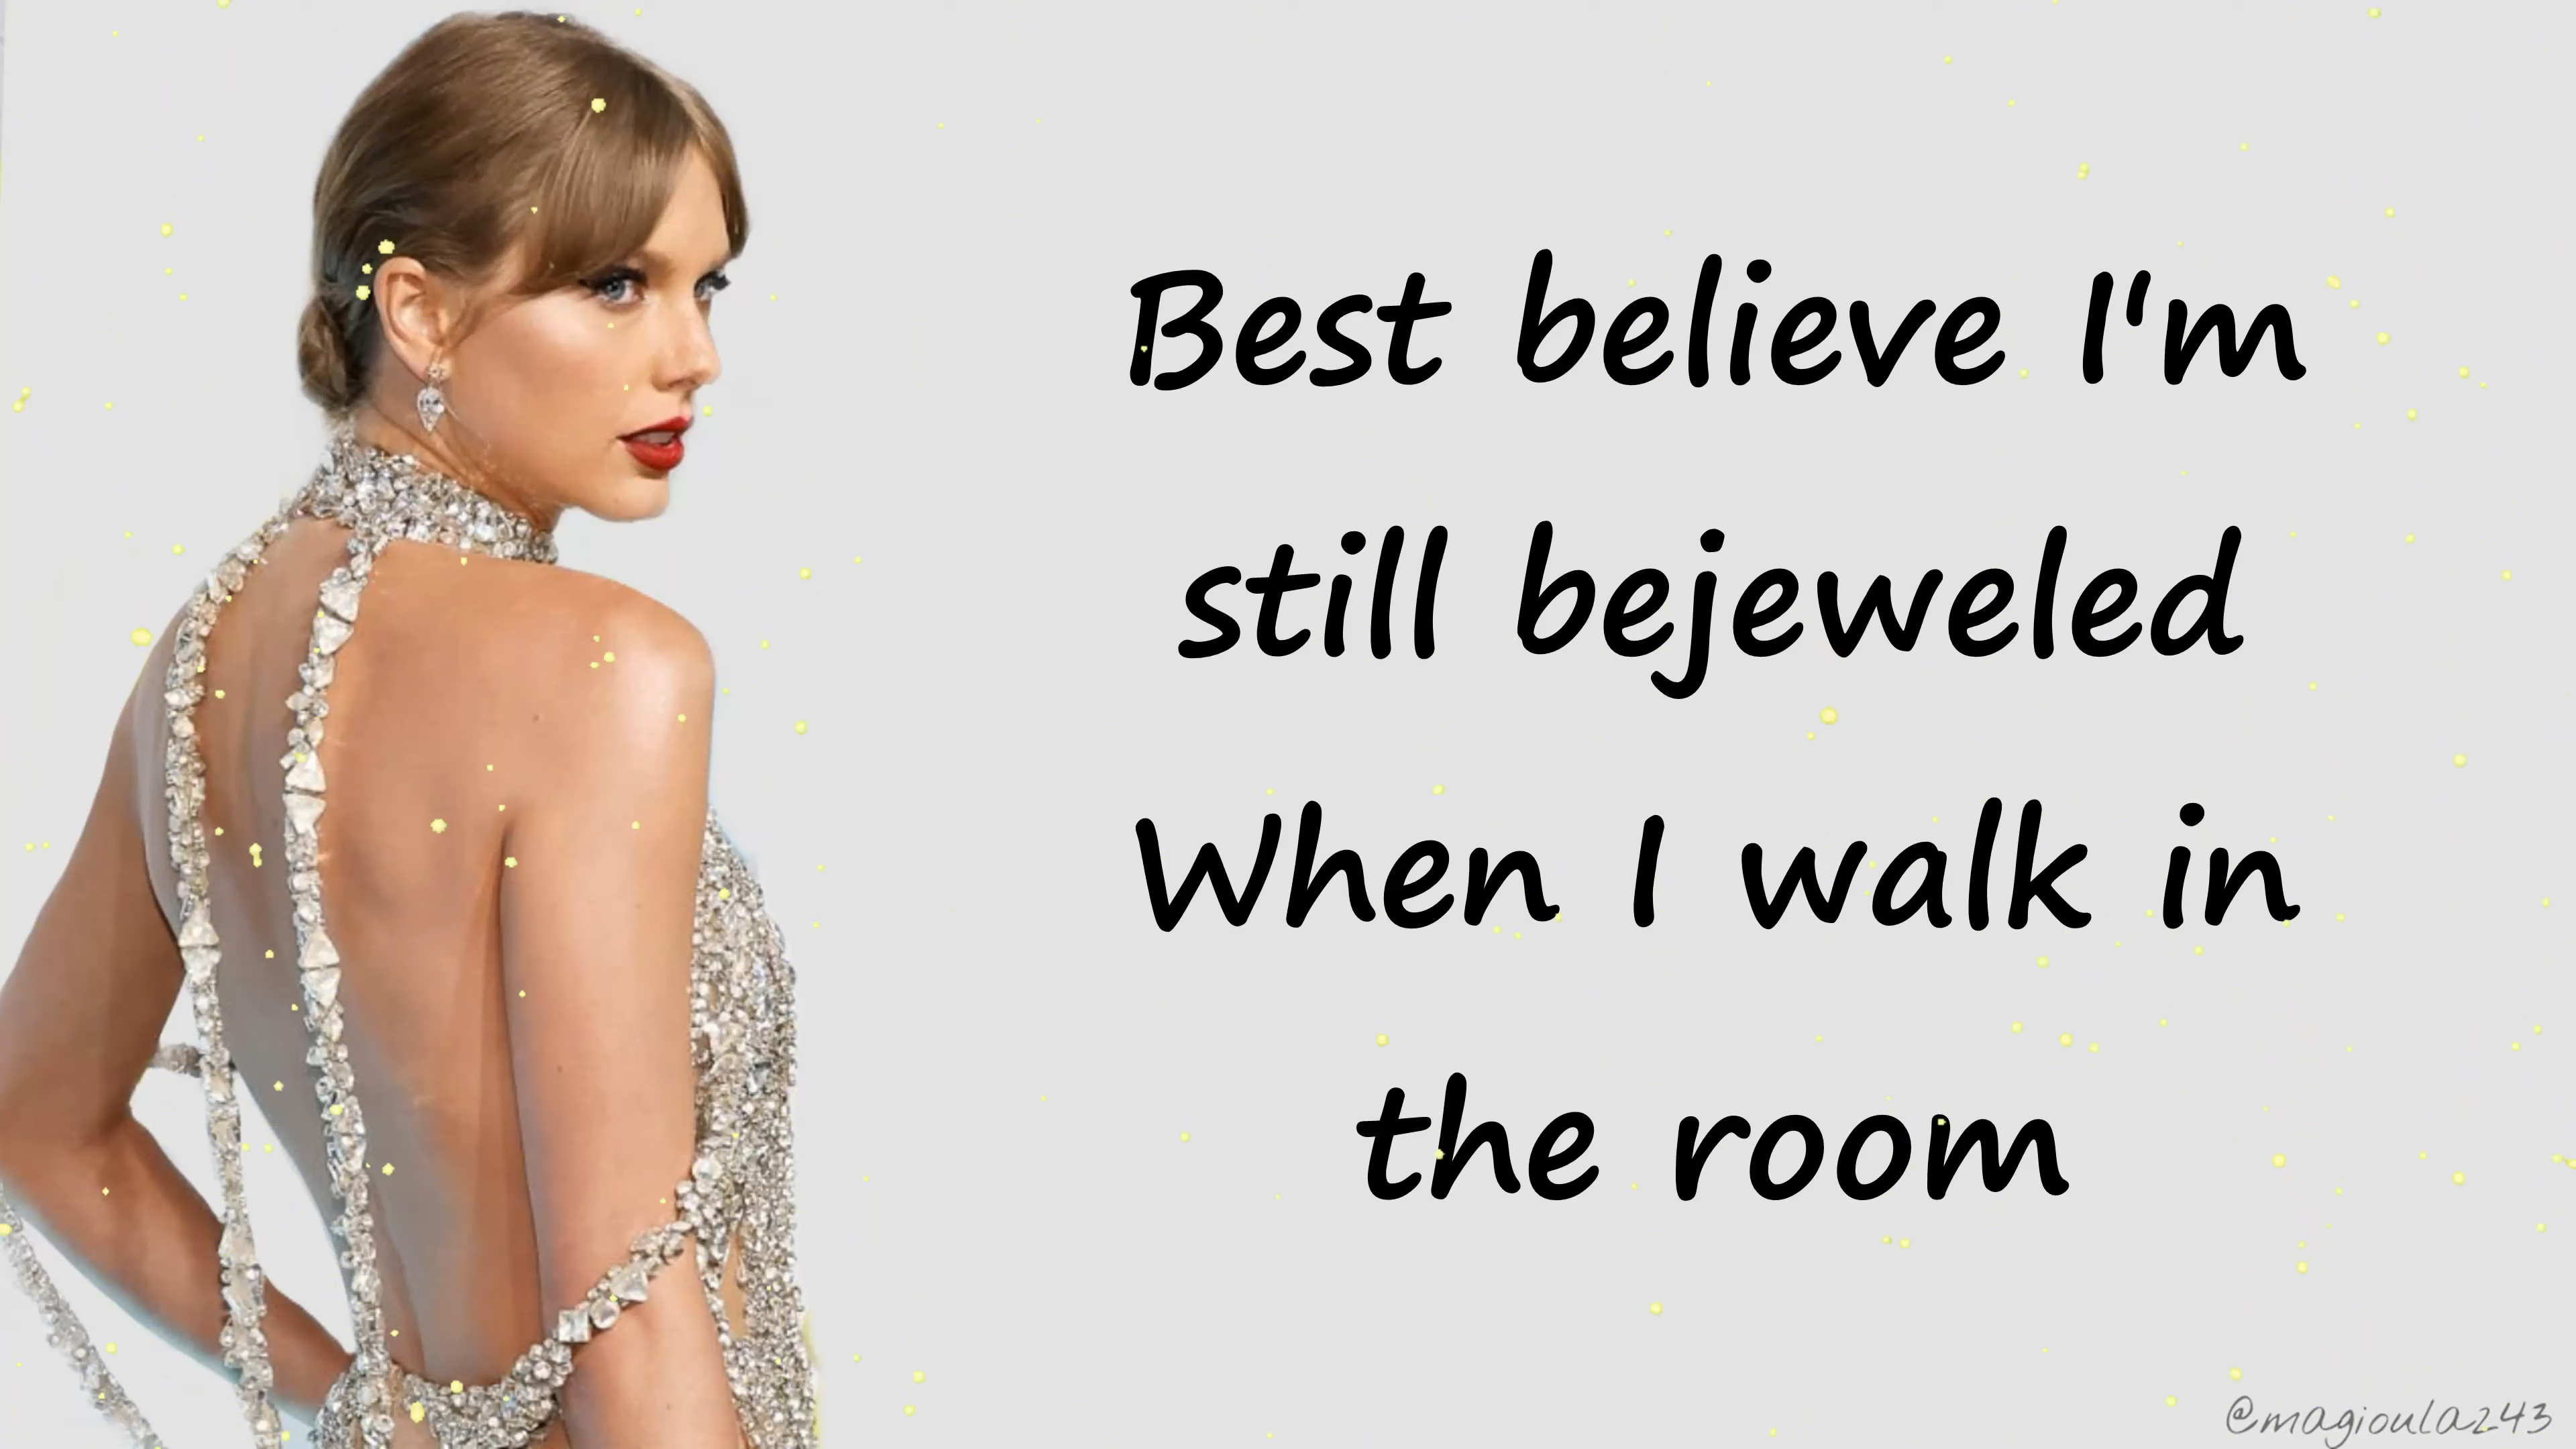 Best believe I'm
still bejeweled
When I walk in
the room
@magioula243